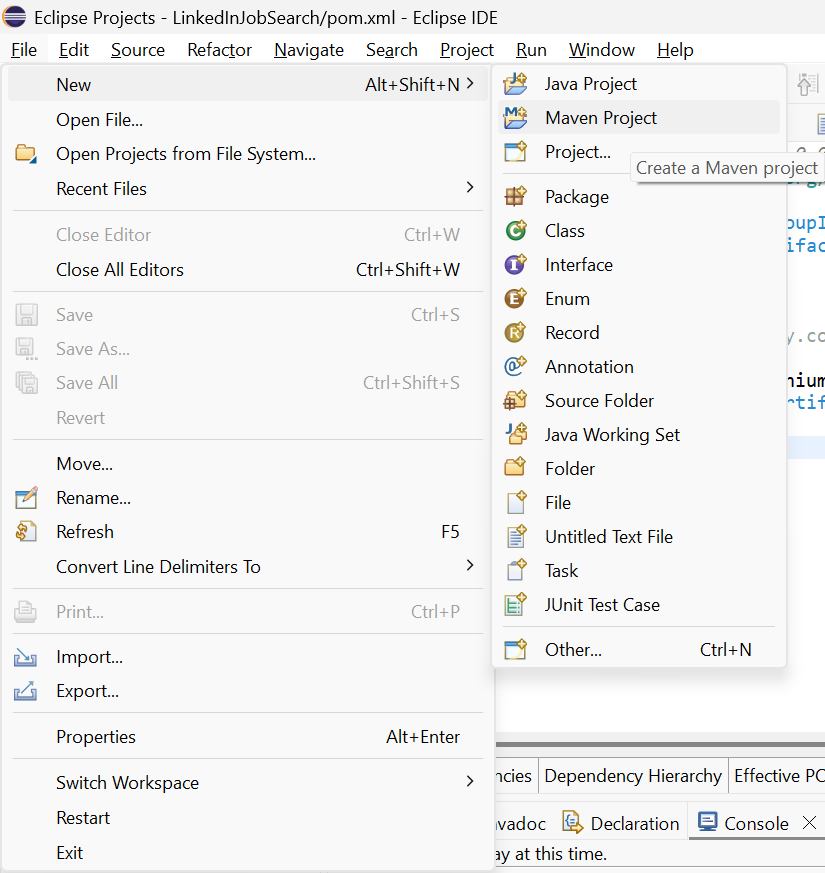 Eclipse Projects - LinkedInJobSearch/pom.xml - Eclipse IDE
File Edit Source Refactor Navigate Search Project Run Window Help
New Alt+Shift+N
Open File...
Open Projects from File System...
Recent Files
Close Editor Ctrl+W
Close All Editors Ctrl+Shift+W
Save Ctrl+S
Save As...
Save All Ctrl+Shift+S
Revert
Move...
Rename...
Refresh F5
Convert Line Delimiters To
Print... Ctrl+P
Import...
Export...
Properties Alt+Enter
Switch Workspace
Restart
Exit
Java Project
Maven Project
Project...
Create a Maven project
Package
Class
Interface
Enum
Record
Annotation
Source Folder
Java Working Set
Folder
File
Untitled Text File
Task
JUnit Test Case
Other... Ctrl+N
oupI
ifac
y.co
nium
rtif
ncies Dependency Hierarchy Effective PO
vadoc Declaration Console
ay at this time.